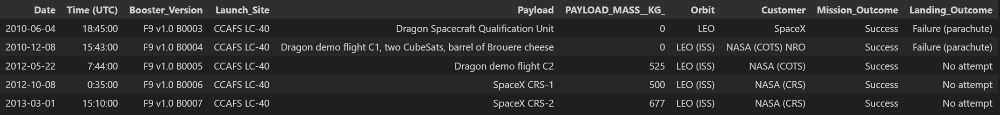 Date Time (UTC) Booster_Version Launch_Site Payload PAYLOAD_MASS__KG_ Orbit Customer Mission_Outcome Landing_Outcome
2010-06-04 18:45:00 F9 v1.0 B0003 CCAFS LC-40 Dragon Spacecraft Qualification Unit 0 LEO SpaceX Success Failure (parachute)
2010-12-08 15:43:00 F9 v1.0 B0004 CCAFS LC-40 Dragon demo flight C1, two CubeSats, barrel of Brouere cheese 0 LEO (ISS) NASA (COTS) NRO Success Failure (parachute)
2012-05-22 7:44:00 F9 v1.0 B0005 CCAFS LC-40 Dragon demo flight C2 525 LEO (ISS) NASA (COTS) Success No attempt
2012-10-08 0:35:00 F9 v1.0 B0006 CCAFS LC-40 SpaceX CRS-1 500 LEO (ISS) NASA (CRS) Success No attempt
2013-03-01 15:10:00 F9 v1.0 B0007 CCAFS LC-40 SpaceX CRS-2 677 LEO (ISS) NASA (CRS) Success No attempt